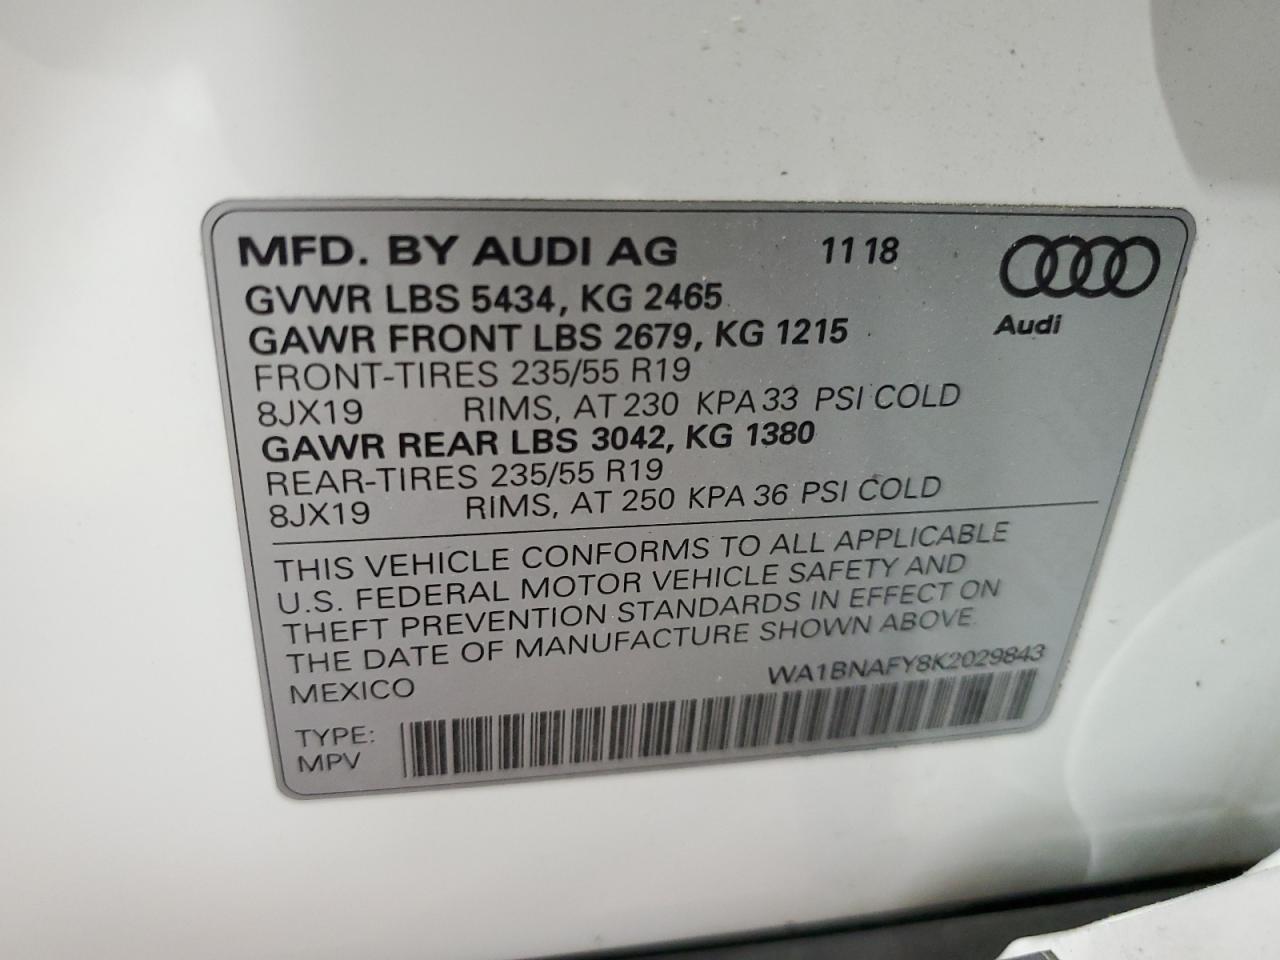 MFD. BY AUDI AG 11 18
GVWR LBS 5434, KG 2465
Audi
GAWR FRONT LBS 2679, KG 1215
FRONT-TIRES 235/55 R19
8JX19 RIMS, AT 230 KPA 33 PSI COLD
GAWR REAR LBS 3042, KG 1380
REAR-TIRES 235/55 R19
8JX19 RIMS, AT 250 KPA 36 PSI COLD
THIS VEHICLE CONFORMS TO ALL APPLICABLE
U.S. FEDERAL MOTOR VEHICLE SAFETY AND
THEFT PREVENTION STANDARDS IN EFFECT ON
THE DATE OF MANUFACTURE SHOWN ABOVE.
MEXICO WA1BNAFY8K2029843
TYPE:
MPV